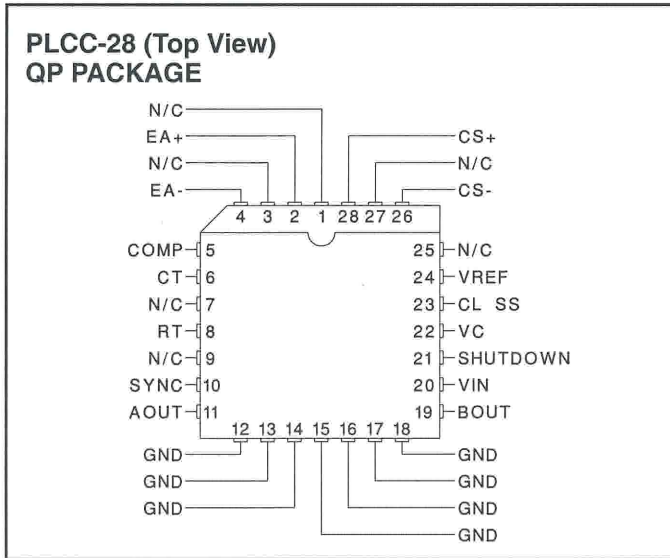 PLCC-28 (Top View)
QP PACKAGE
N/C
EA+ CS+
N/C N/C
EA- CS-
4 3 2 1 28 27 26
COMP 5 25 N/C
CT 6 24 VREF
N/C 7 23 CL SS
RT 8 22 VC
N/C 9 21 SHUTDOWN
SYNC 10 20 VIN
AOUT 11 19 BOUT
12 13 14 15 16 17 18
GND GND
GND GND
GND GND
GND